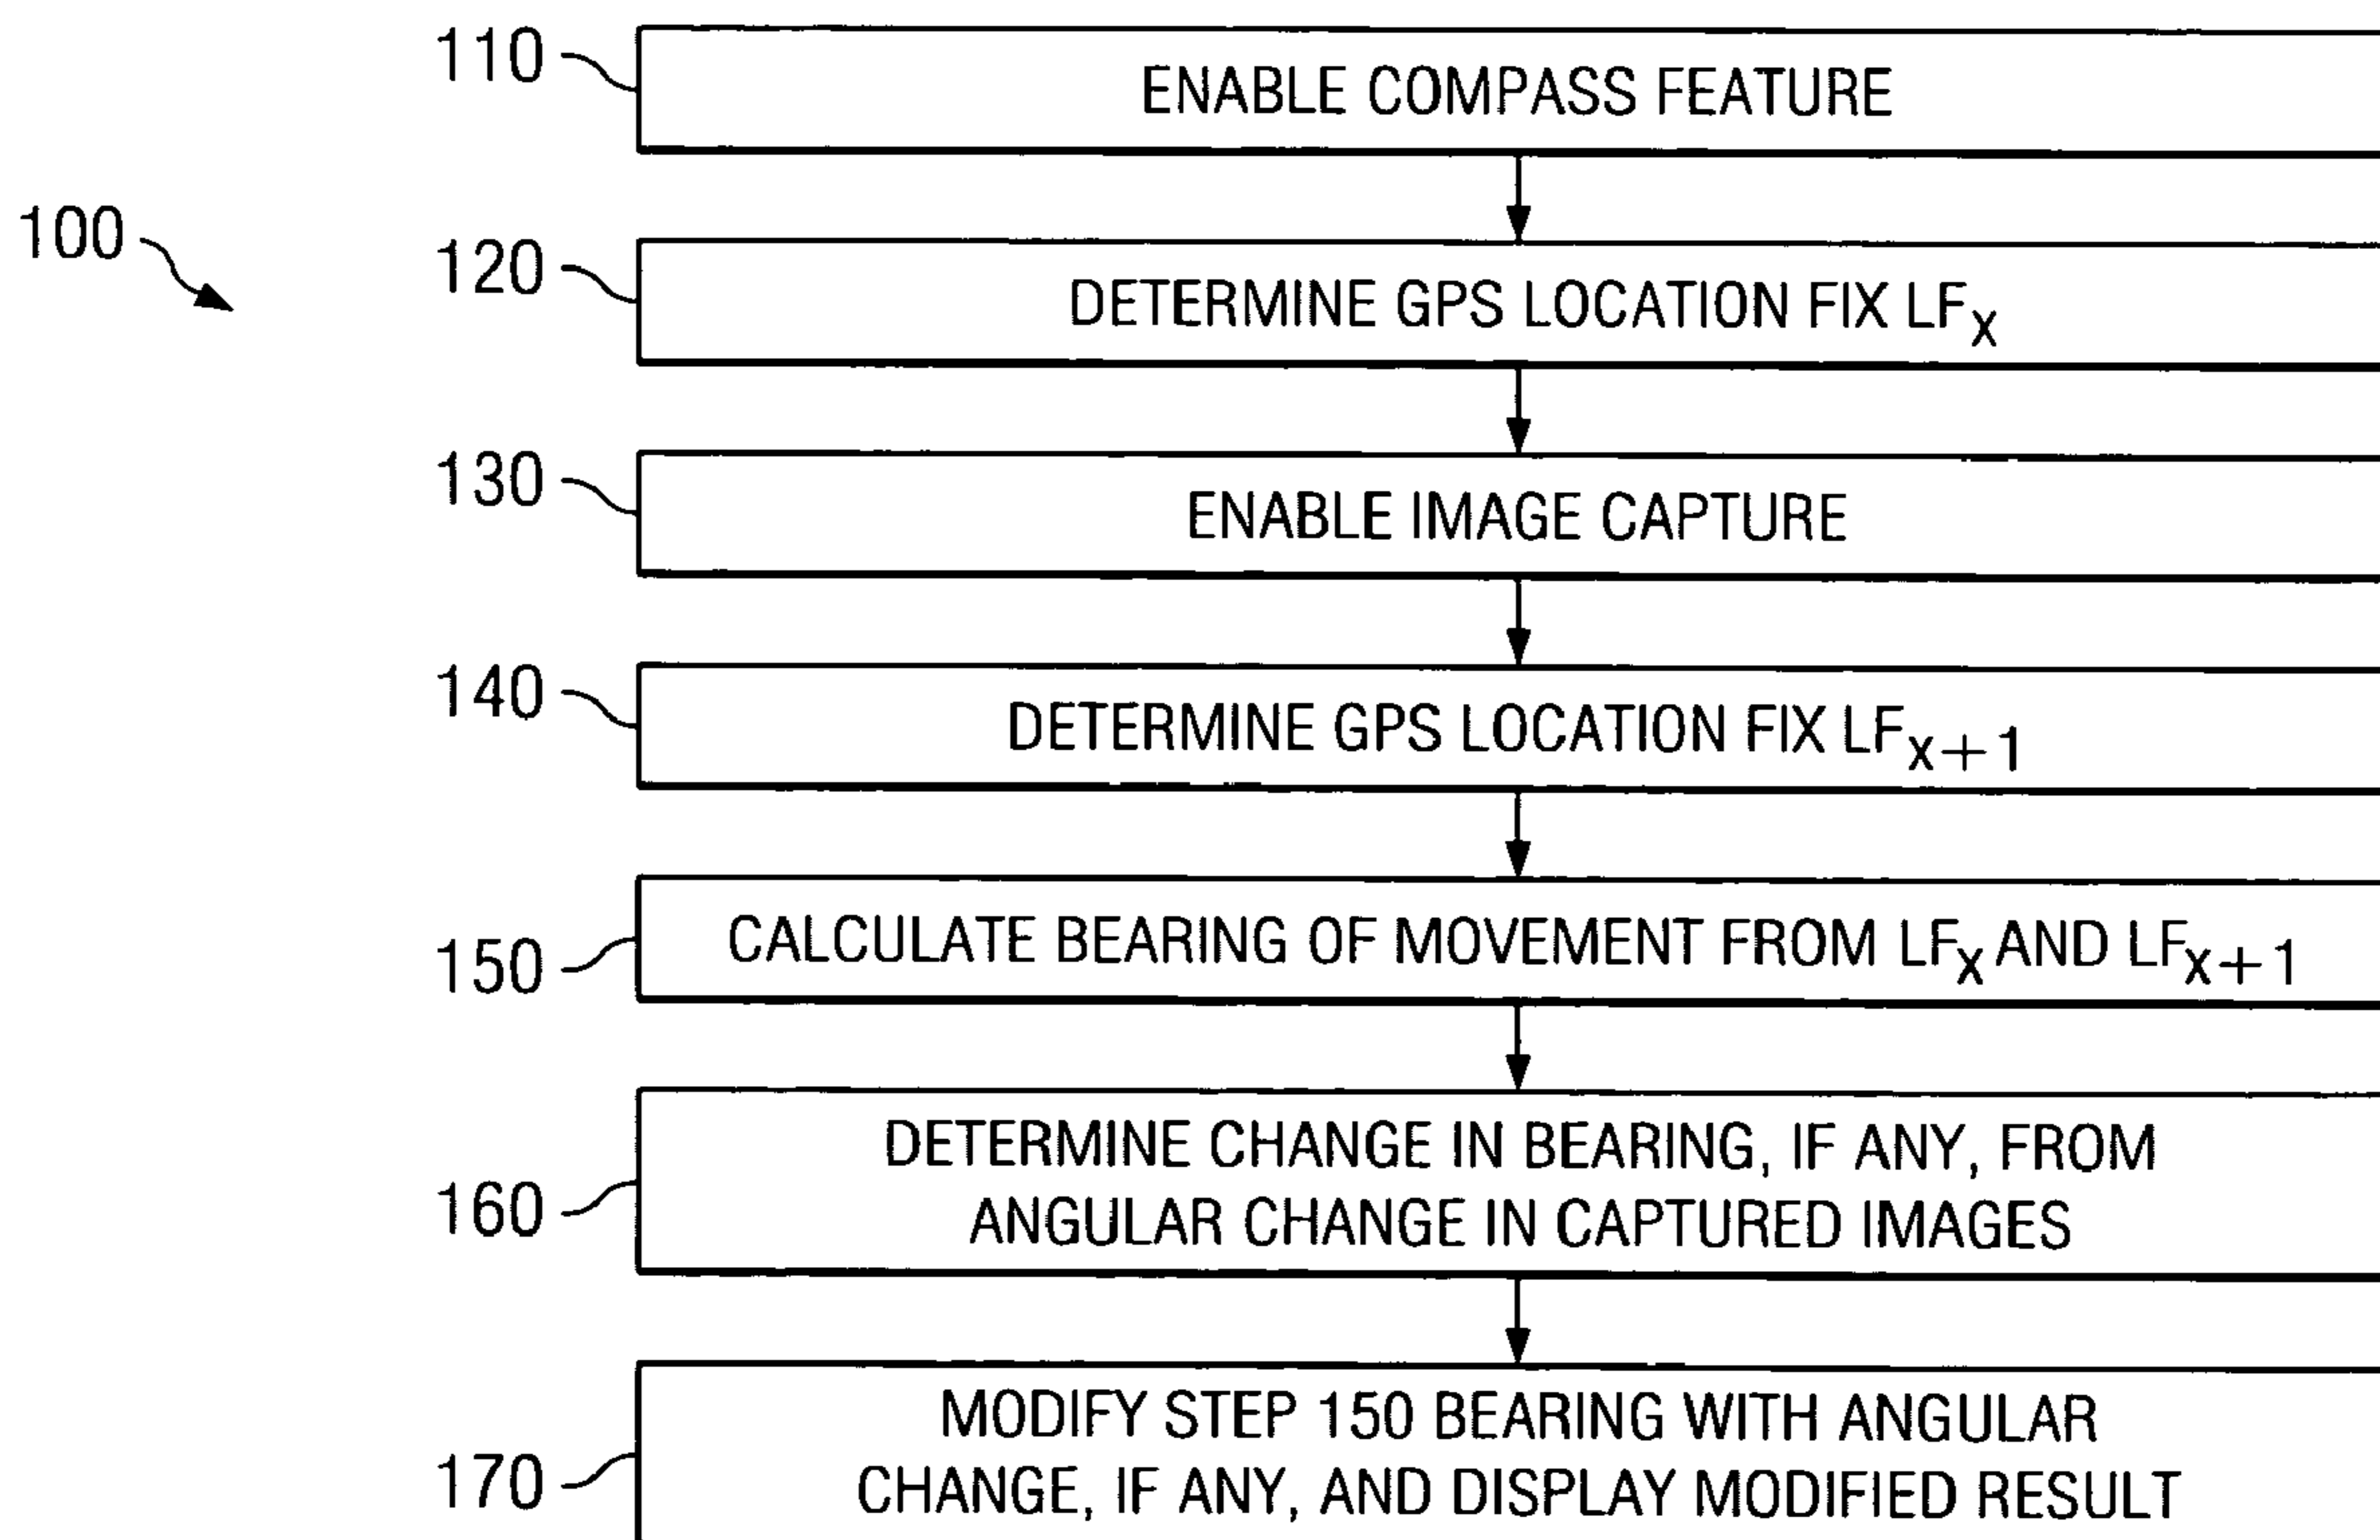 110
ENABLE COMPASS FEATURE
100
120
DETERMINE GPS LOCATION FIX LFx
130
ENABLE IMAGE CAPTURE
140
DETERMINE GPS LOCATION FIX LFx+1
150
CALCULATE BEARING OF MOVEMENT FROM LFx AND LFx+1
160
DETERMINE CHANGE IN BEARING, IF ANY, FROM
ANGULAR CHANGE IN CAPTURED IMAGES
170
MODIFY STEP 150 BEARING WITH ANGULAR
CHANGE, IF ANY, AND DISPLAY MODIFIED RESULT